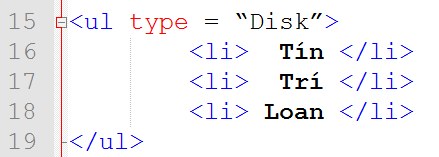 15 <ul type = “Disk”>
16 <li> Tín </li>
17 <li> Trí </li>
18 <li> Loan </li>
19 </ul>